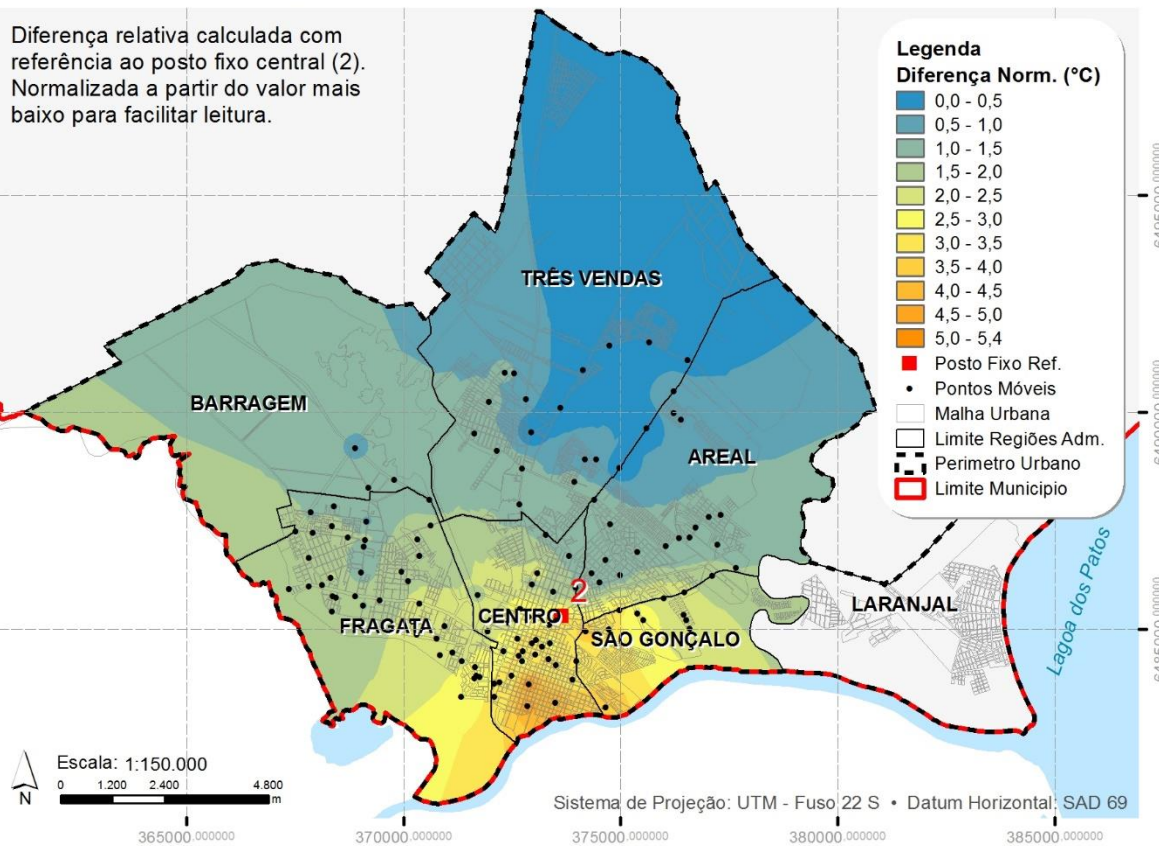 Diferença relativa calculada com
referência ao posto fixo central (2).
Normalizada a partir do valor mais
baixo para facilitar leitura.
Legenda
Diferença Norm. (°C)
0,0 - 0,5
0,5 - 1,0
1,0 - 1,5
1,5 - 2,0
2,0 - 2,5
2,5 - 3,0
3,0 - 3,5
3,5 - 4,0
4,0 - 4,5
4,5 - 5,0
5,0 - 5,4
Posto Fixo Ref.
Pontos Móveis
Malha Urbana
Limite Regiões Adm.
Perimetro Urbano
Limite Municipio
TRÊS VENDAS
BARRAGEM
AREAL
2
CENTRO
LARANJAL
FRAGATA
SÃO GONÇALO
Lagoa dos Patos
6495000,000000
6490000,000000
6485000,000000
N
Escala: 1:150.000
0 1.200 2.400 4.800
m
Sistema de Projeção: UTM - Fuso 22 S • Datum Horizontal: SAD 69
365000,000000
370000,000000
375000,000000
380000,000000
385000,000000